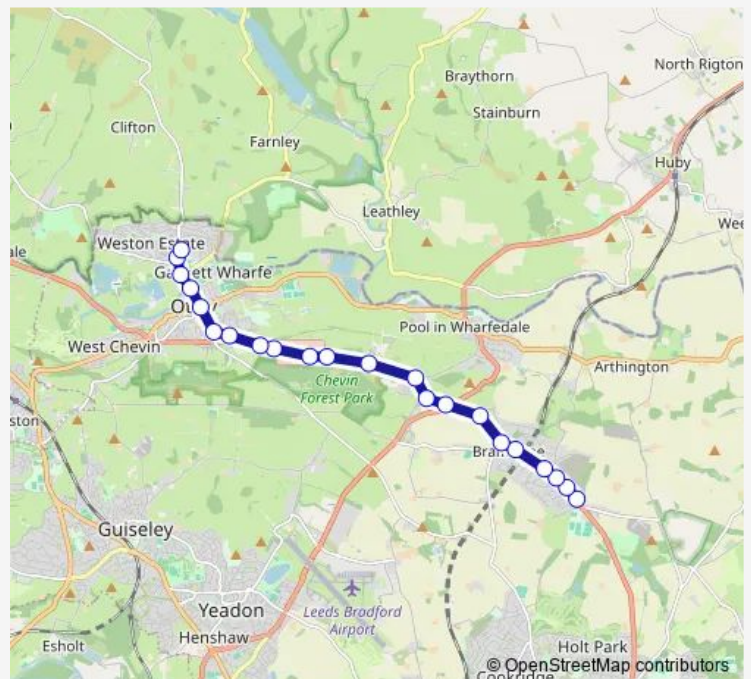 North Rigton
Braythorn
Stainburn
Clifton
Farnley
Huby
Leathley
Weston Estate
ale
Wee
Wharfe
Pool in Wharfedale
West Chevin
Arthington
Chevin
Forest Park
ston
Guiseley
Yeadon
Leeds Bradford
Airport
Henshaw
Esholt
Holt Park
© OpenStreetMap contributors
Cookridge